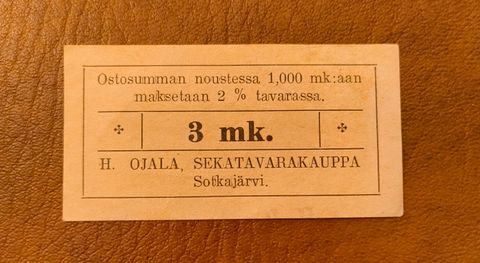 Ostosumman noustessa 1,000 mk:aan
maksetaan 2 % tavarassa.
3 mk.
H. OJALA, SEKATAVARAKAUPPA
Sotkajärvi.